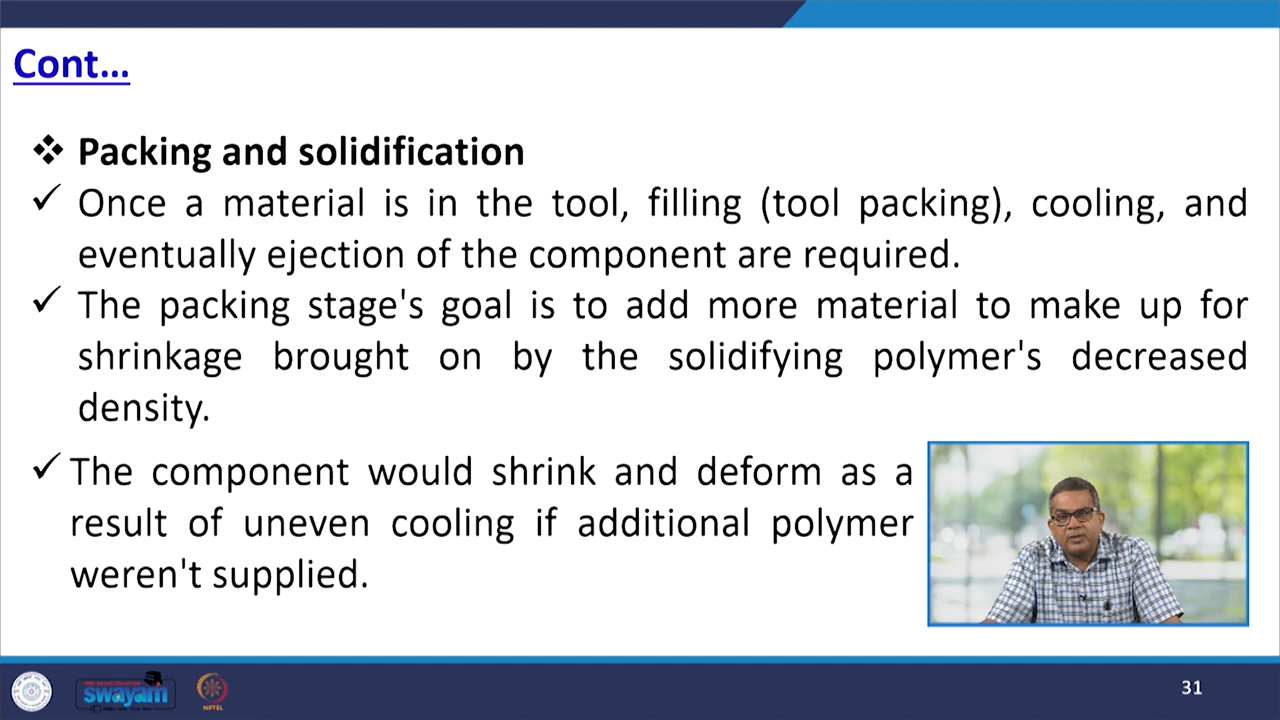 Cont...
❖ Packing and solidification
✓ Once a material is in the tool, filling (tool packing), cooling, and
eventually ejection of the component are required.
✓ The packing stage's goal is to add more material to make up for
shrinkage brought on by the solidifying polymer's decreased
density.
✓ The component would shrink and deform as a
result of uneven cooling if additional polymer
weren't supplied.
swayam
NPTEL
31